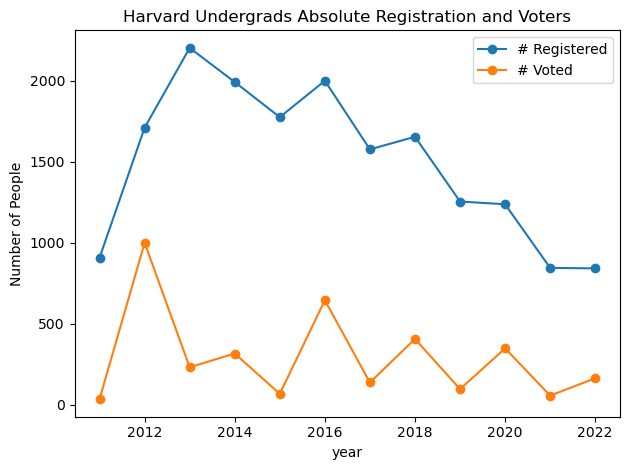 Harvard Undergrads Absolute Registration and Voters
# Registered
# Voted
Number of People
2000
1500
1000
500
0
2012
2014
2016
2018
2020
2022
year